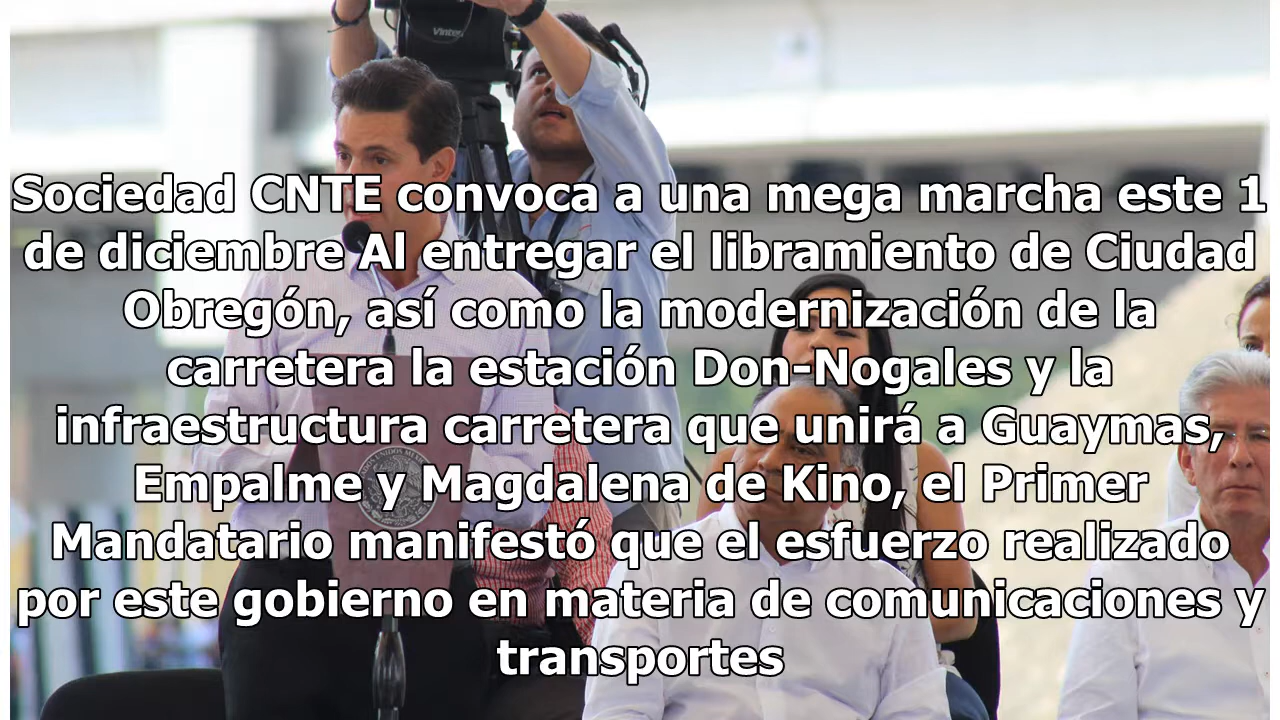 Vinten
Sociedad CNTE convoca a una mega marcha este 1
de diciembre Al entregar el libramiento de Ciudad
Obregón, así como la modernización de la
carretera la estación Don-Nogales y la
infraestructura carretera que unirá a Guaymas,
Empalme y Magdalena de Kino, el Primer
Mandatario manifestó que el esfuerzo realizado
por este gobierno en materia de comunicaciones y
transportes